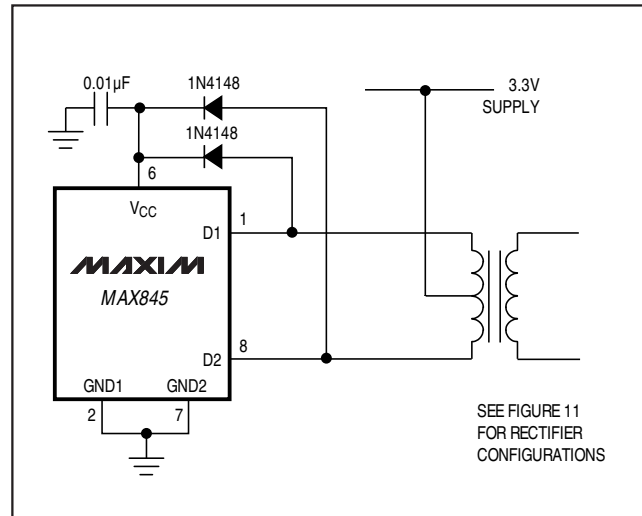 0.01µF
1N4148
3.3V
SUPPLY
1N4148
6
VCC
1
D1
MAXIM
MAX845
8
D2
GND1
GND2
2
7
SEE FIGURE 11
FOR RECTIFIER
CONFIGURATIONS